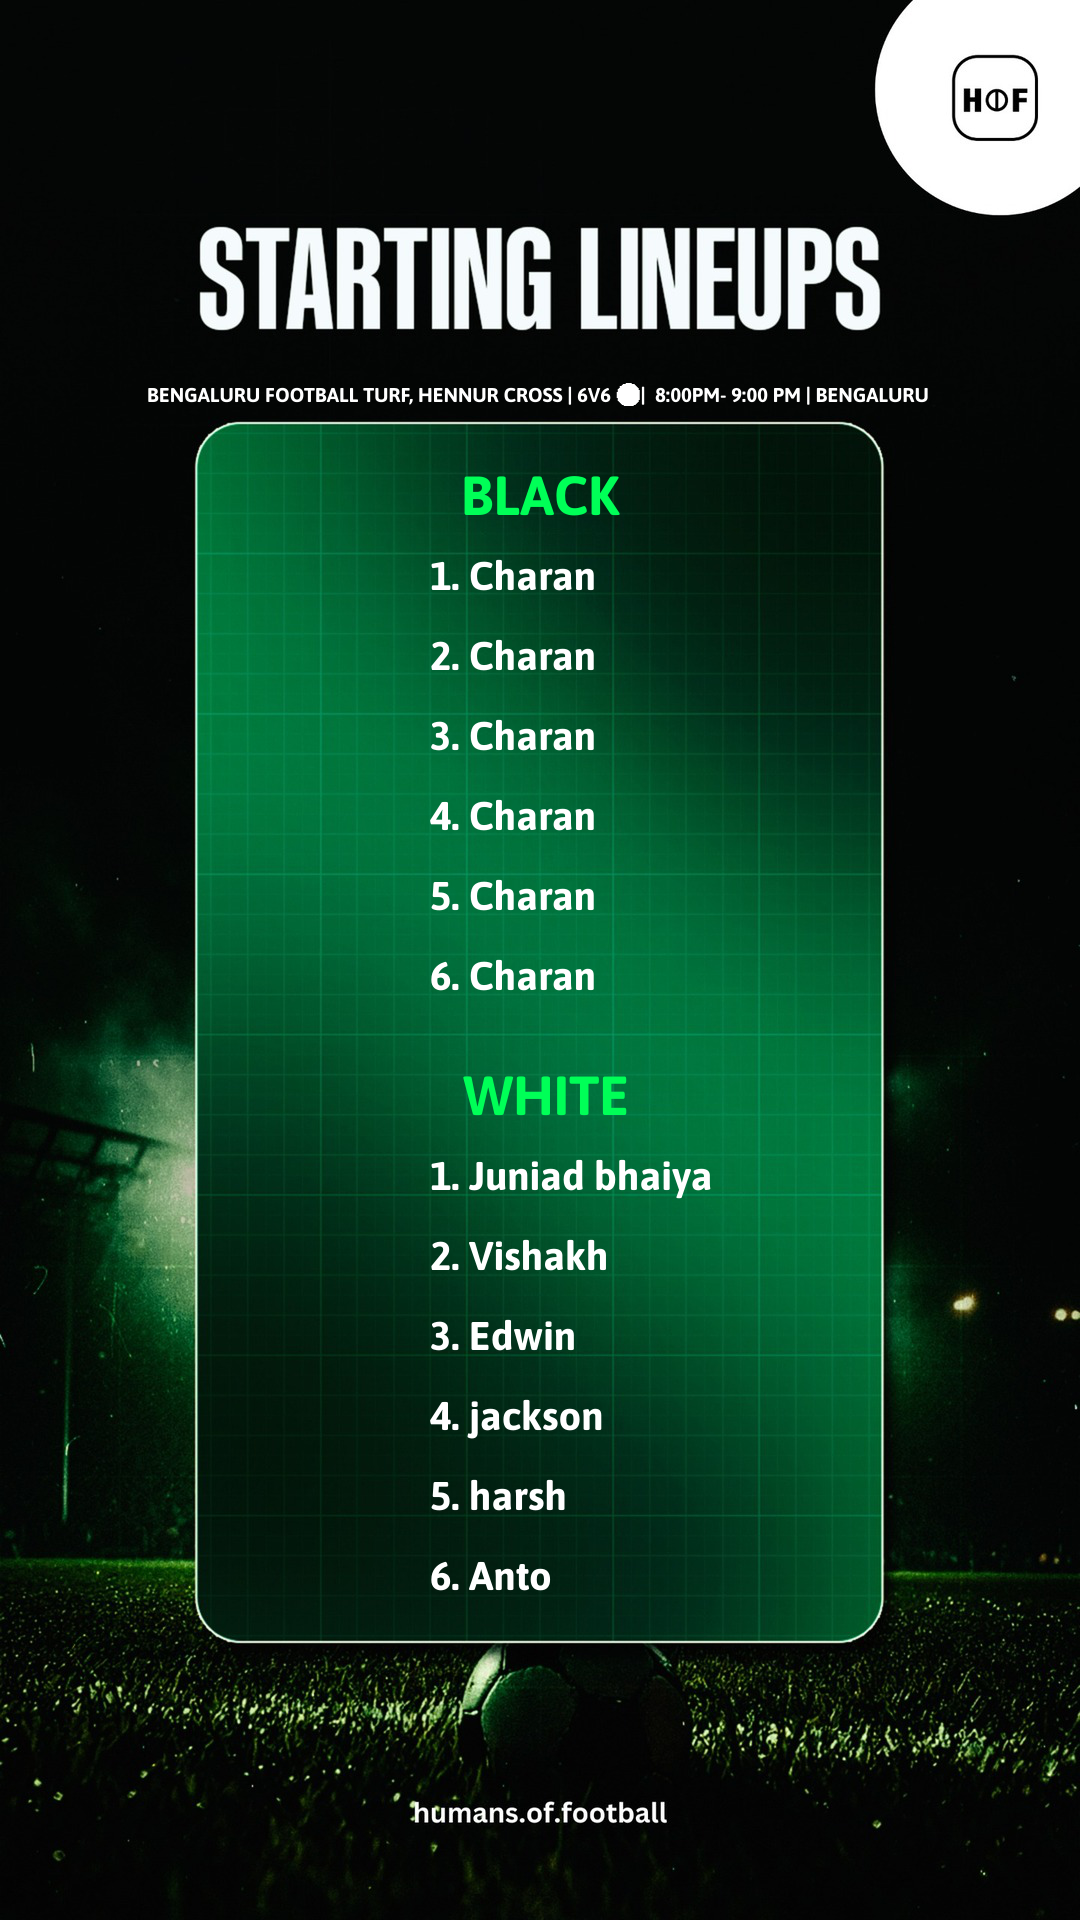 HOF
STARTING LINEUPS
BENGALURU FOOTBALL TURF, HENNUR CROSS | 6V6 | 8:00PM- 9:00 PM | BENGALURU
BLACK
1. Charan
2. Charan
3. Charan
4. Charan
5. Charan
6. Charan
WHITE
1. Juniad bhaiya
2. Vishakh
3. Edwin
4. jackson
5. harsh
6. Anto
humans.of.football